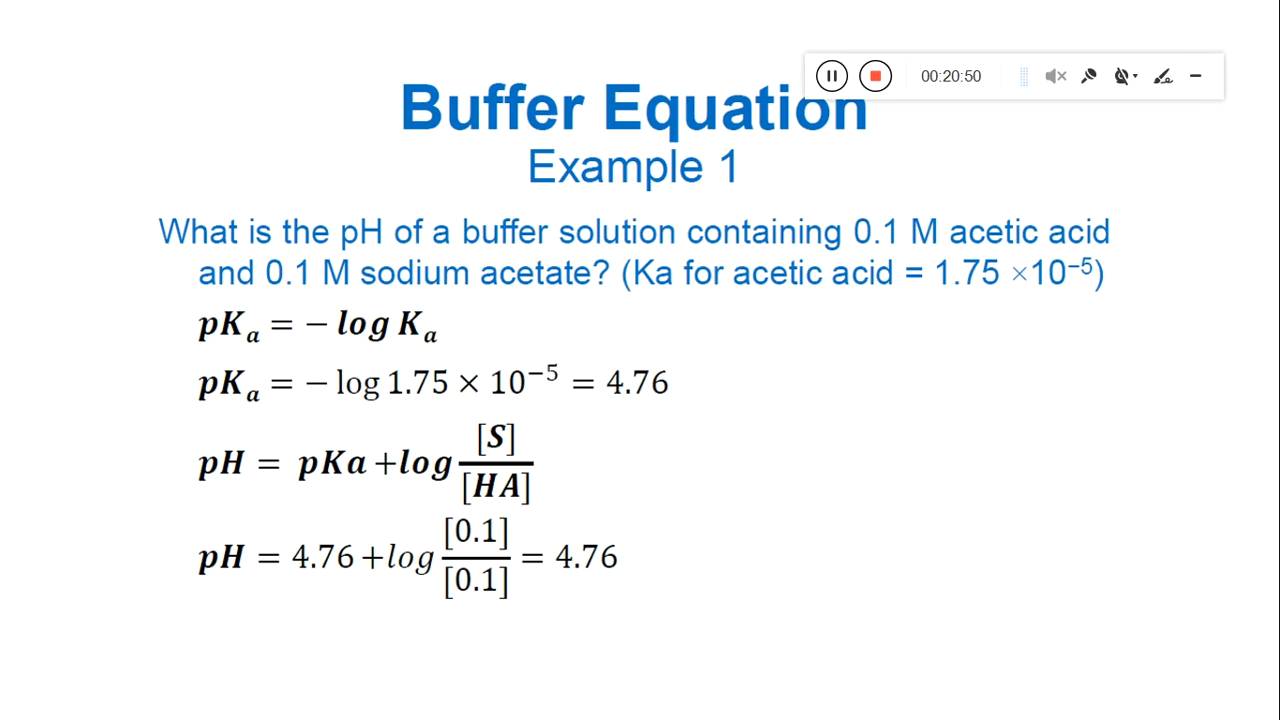 00:20:50
Buffer Equation
Example 1
What is the pH of a buffer solution containing 0.1 M acetic acid
and 0.1 M sodium acetate? (Ka for acetic acid = 1.75 ×10⁻⁵)
pKₐ = − log Kₐ
pKₐ = − log 1.75 × 10⁻⁵ = 4.76
pH = pKa +log [S]/[HA]
pH = 4.76 +log [0.1]/[0.1] = 4.76